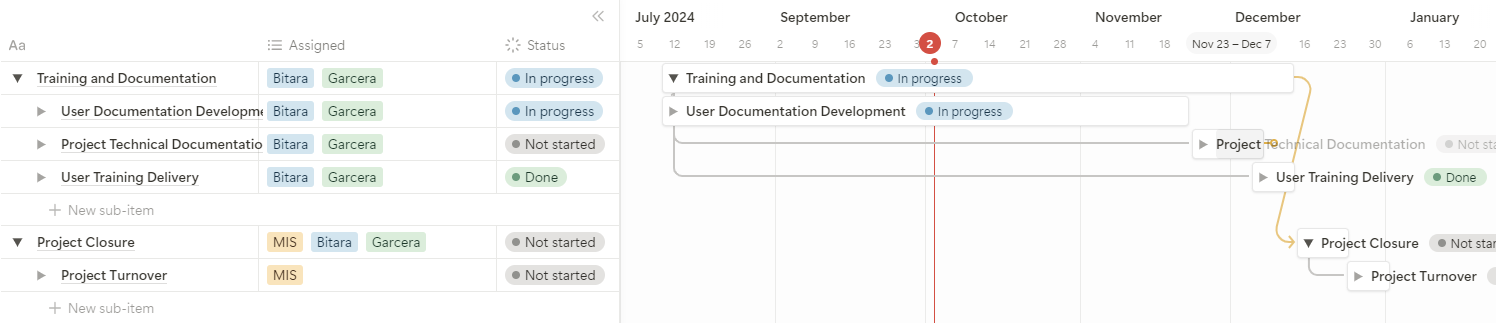 July 2024 September October November December January
Aa Assigned Status 5 12 19 26 2 9 16 23 3 2 7 14 21 28 4 11 18 Nov 23 – Dec 7 16 23 30 6 13 20
Training and Documentation Bitara Garcera In progress Training and Documentation In progress
User Documentation Developme Bitara Garcera In progress User Documentation Development In progress
Project Technical Documentatio Bitara Garcera Not started Project Technical Documentation Not sta
User Training Delivery Bitara Garcera Done User Training Delivery Done
+ New sub-item
Project Closure MIS Bitara Garcera Not started Project Closure Not star
Project Turnover MIS Not started Project Turnover
+ New sub-item